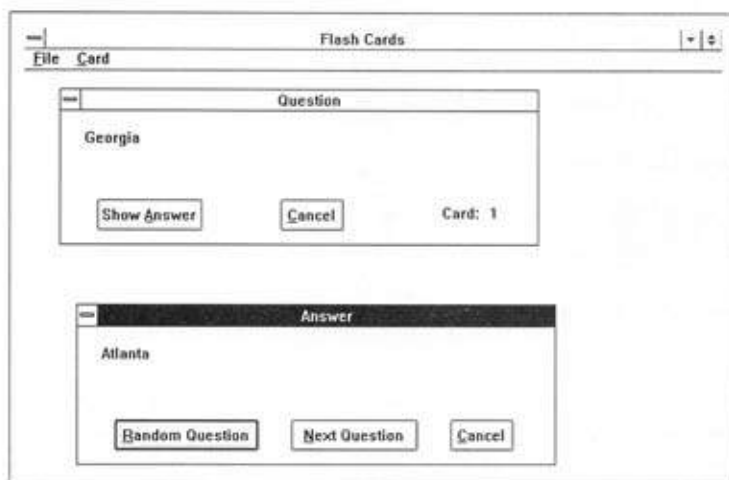 Flash Cards
File Card
Question
Georgia
Show Answer Cancel Card: 1
Answer
Atlanta
Random Question Next Question Cancel